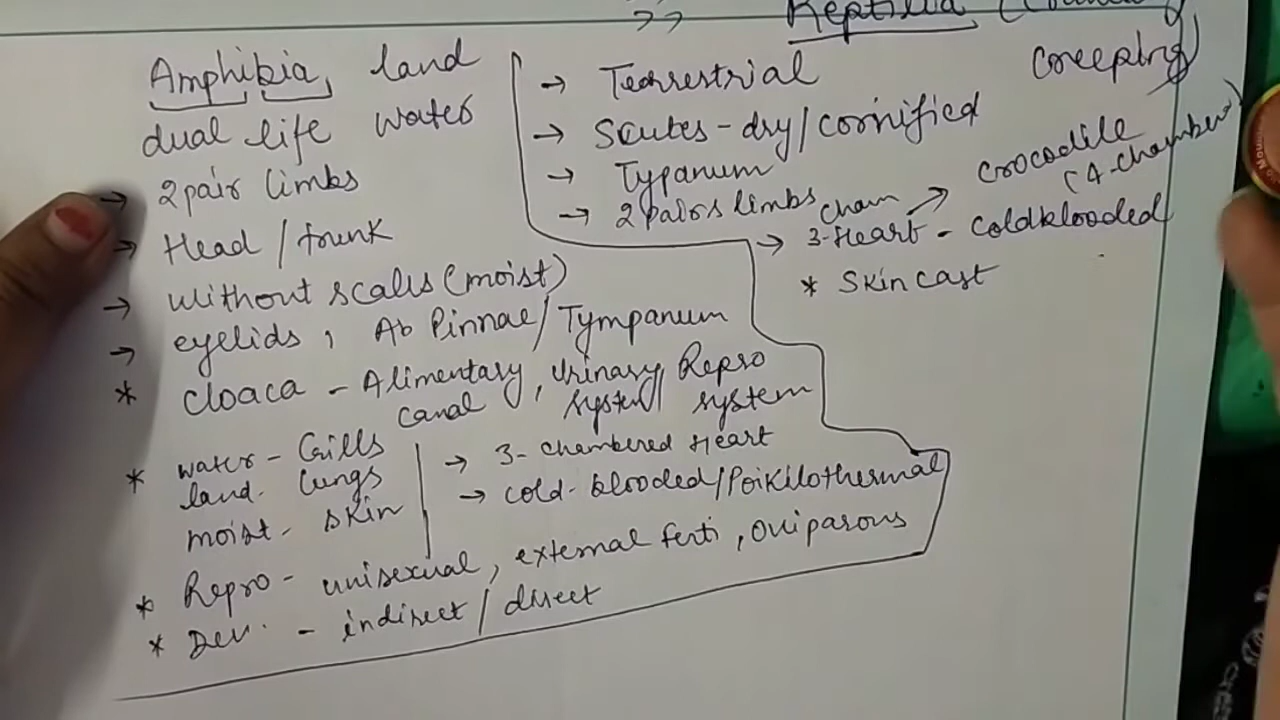 Reptilia
Amphibia, land
dual life water
→ 2 pair limbs
→ Head / trunk
→ without scales (moist)
→ eyelids, Ab Pinnae / Tympanum
* Cloaca - Alimentary canal, Urinary system / Repro system
* water - Gills
land - lungs
moist - skin
→ 3 - chambered Heart
→ cold - blooded / Poikilothermal
* Repro - unisexual, external ferti, oviparous
* Dev. - indirect / direct
creeping
→ Terrestrial
→ Scutes - dry / cornified
→ Typanum
→ 2 pairs limbs
→ 3 - cham Heart - Coldblooded
→ crocodile
(4 - chamber)
* Skin cast